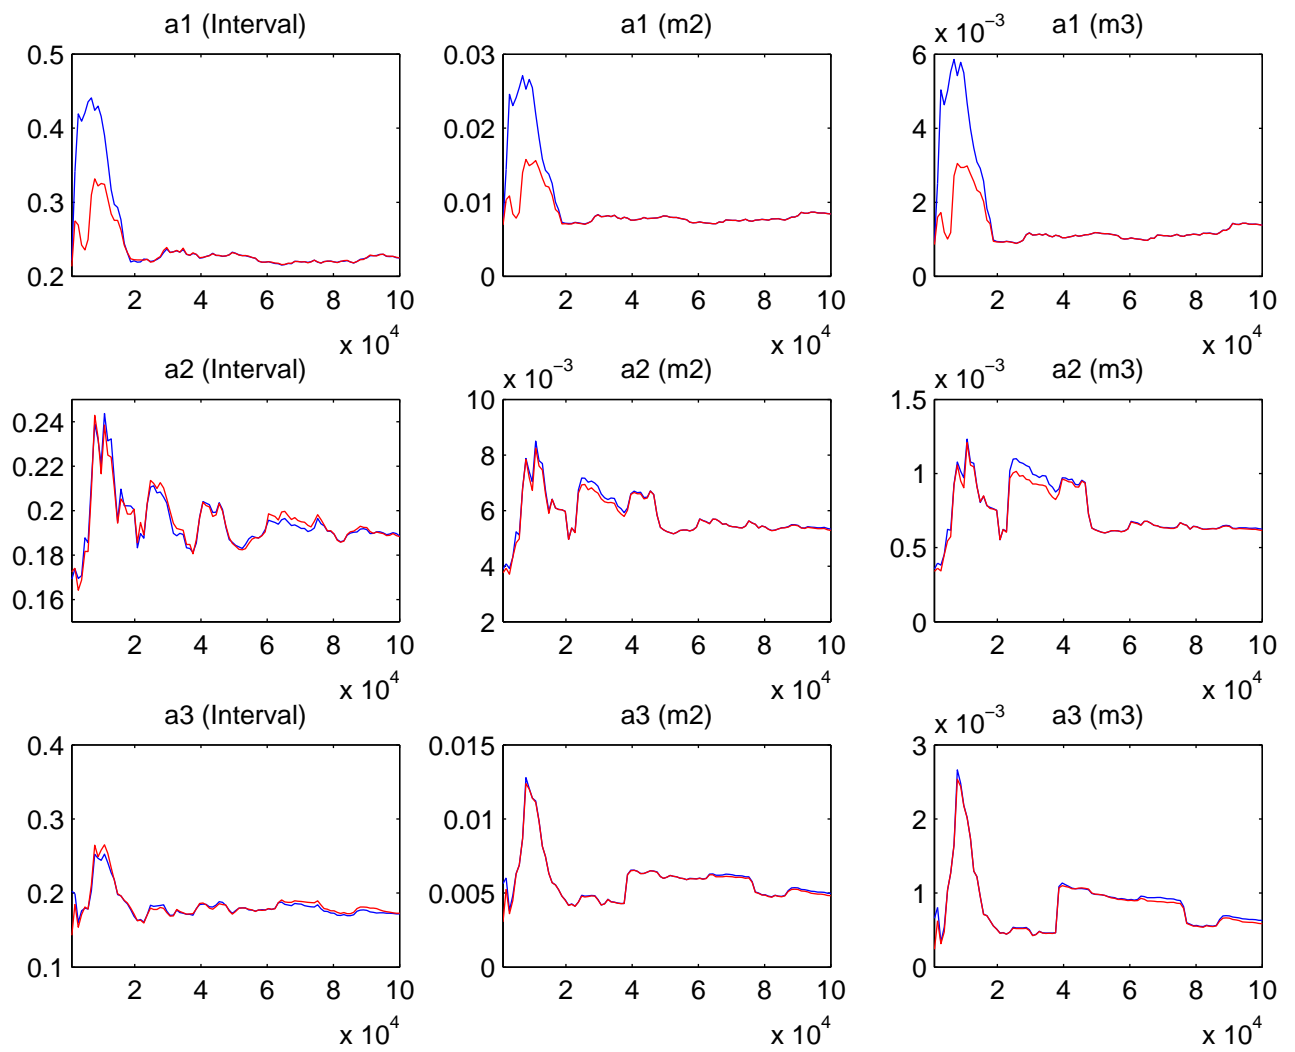 a1 (Interval)
0.5
0.4
0.3
0.2
2 4 6 8 10
x 10^4
a1 (m2)
0.03
0.02
0.01
0
2 4 6 8 10
x 10^4
a1 (m3)
x 10^−3
6
4
2
0
2 4 6 8 10
x 10^4
a2 (Interval)
0.24
0.22
0.2
0.18
0.16
2 4 6 8 10
x 10^4
a2 (m2)
x 10^−3
10
8
6
4
2
2 4 6 8 10
x 10^4
a2 (m3)
x 10^−3
1.5
1
0.5
0
2 4 6 8 10
x 10^4
a3 (Interval)
0.4
0.3
0.2
0.1
2 4 6 8 10
x 10^4
a3 (m2)
0.015
0.01
0.005
0
2 4 6 8 10
x 10^4
a3 (m3)
x 10^−3
3
2
1
0
2 4 6 8 10
x 10^4